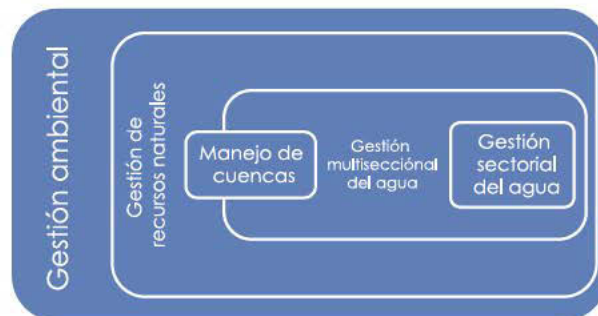 Gestión ambiental
Gestión de
recursos naturales
Manejo de
cuencas
Gestión
multisecciónal
del agua
Gestión
sectorial
del agua